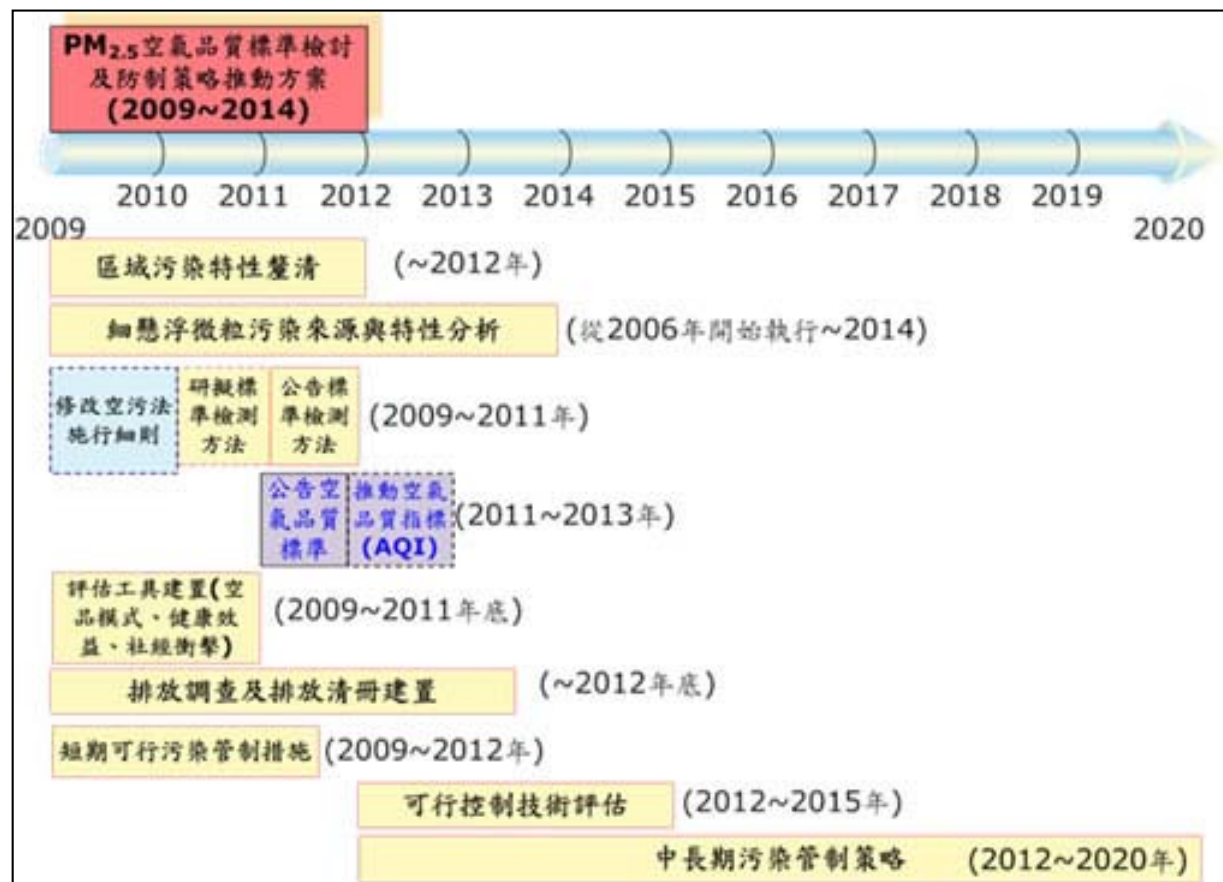 PM2.5空氣品質標準檢討
及防制策略推動方案
(2009~2014)
2010 2011 2012 2013 2014 2015 2016 2017 2018 2019
2009 2020
區域污染特性釐清 (~2012年)
細懸浮微粒污染來源與特性分析 (從2006年開始執行~2014)
修改空污法
施行細則
研擬標
準檢測
方法
公告標
準檢測
方法
(2009~2011年)
公告空
氣品質
標準
推動空氣
品質指標
(AQI)
(2011~2013年)
評估工具建置(空
品模式、健康效
益、社經衝擊)
(2009~2011年底)
排放調查及排放清冊建置 (~2012年底)
短期可行污染管制措施 (2009~2012年)
可行控制技術評估 (2012~2015年)
中長期污染管制策略 (2012~2020年)